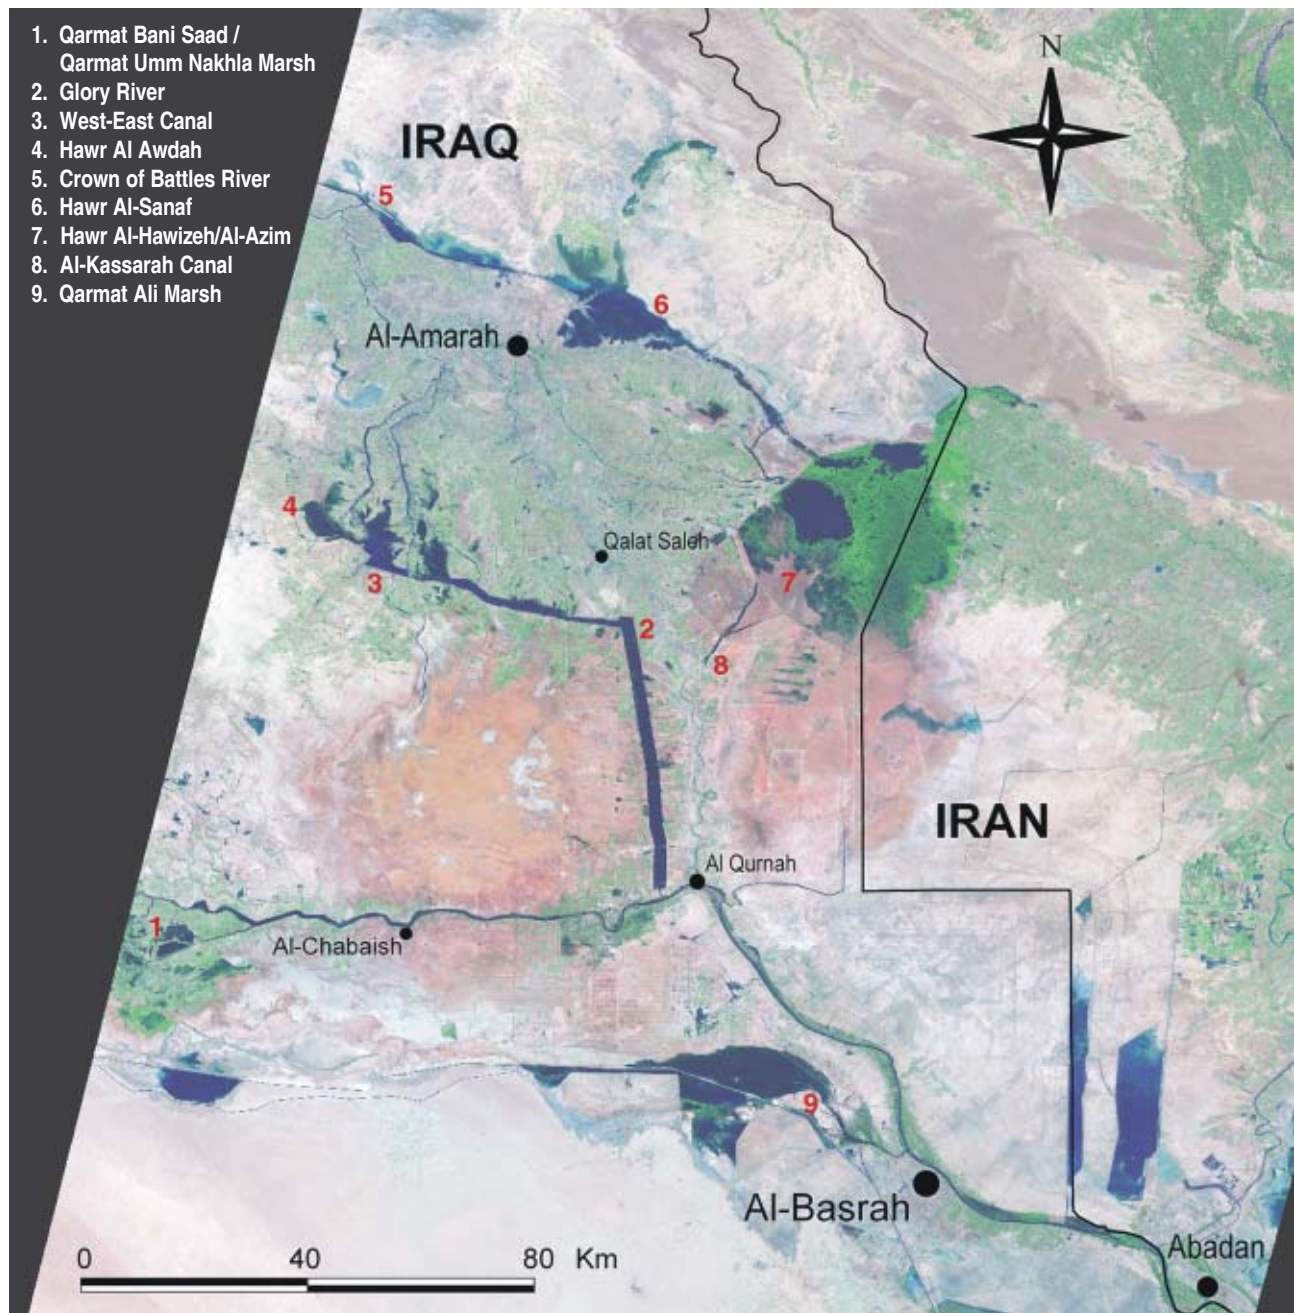 1. Qarmat Bani Saad /
Qarmat Umm Nakhla Marsh
2. Glory River
3. West-East Canal
4. Hawr Al Awdah
5. Crown of Battles River
6. Hawr Al-Sanaf
7. Hawr Al-Hawizeh/Al-Azim
8. Al-Kassarah Canal
9. Qarmat Ali Marsh
N
IRAQ
5
6
Al-Amarah
4
Qalat Saleh
3
7
2
8
IRAN
Al Qurnah
1
Al-Chabaish
9
Al-Basrah
Abadan
0 40 80 Km